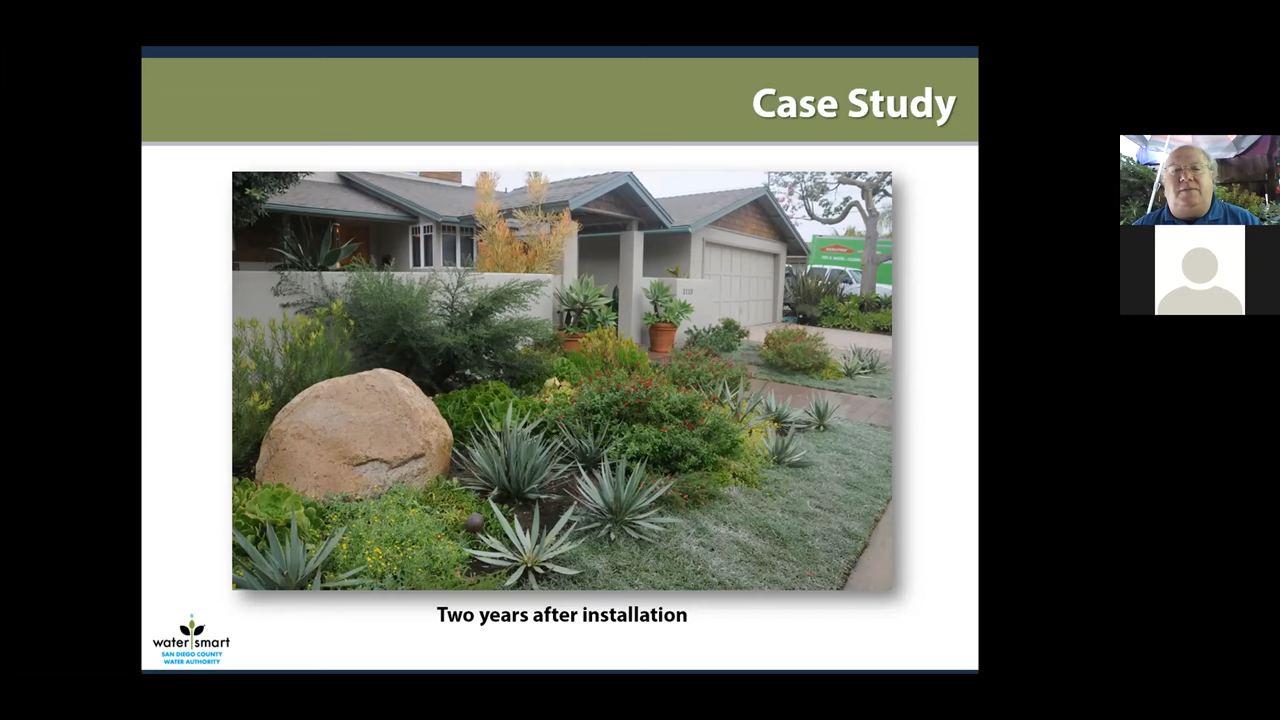 Case Study
Two years after installation
water smart
SAN DIEGO COUNTY
WATER AUTHORITY